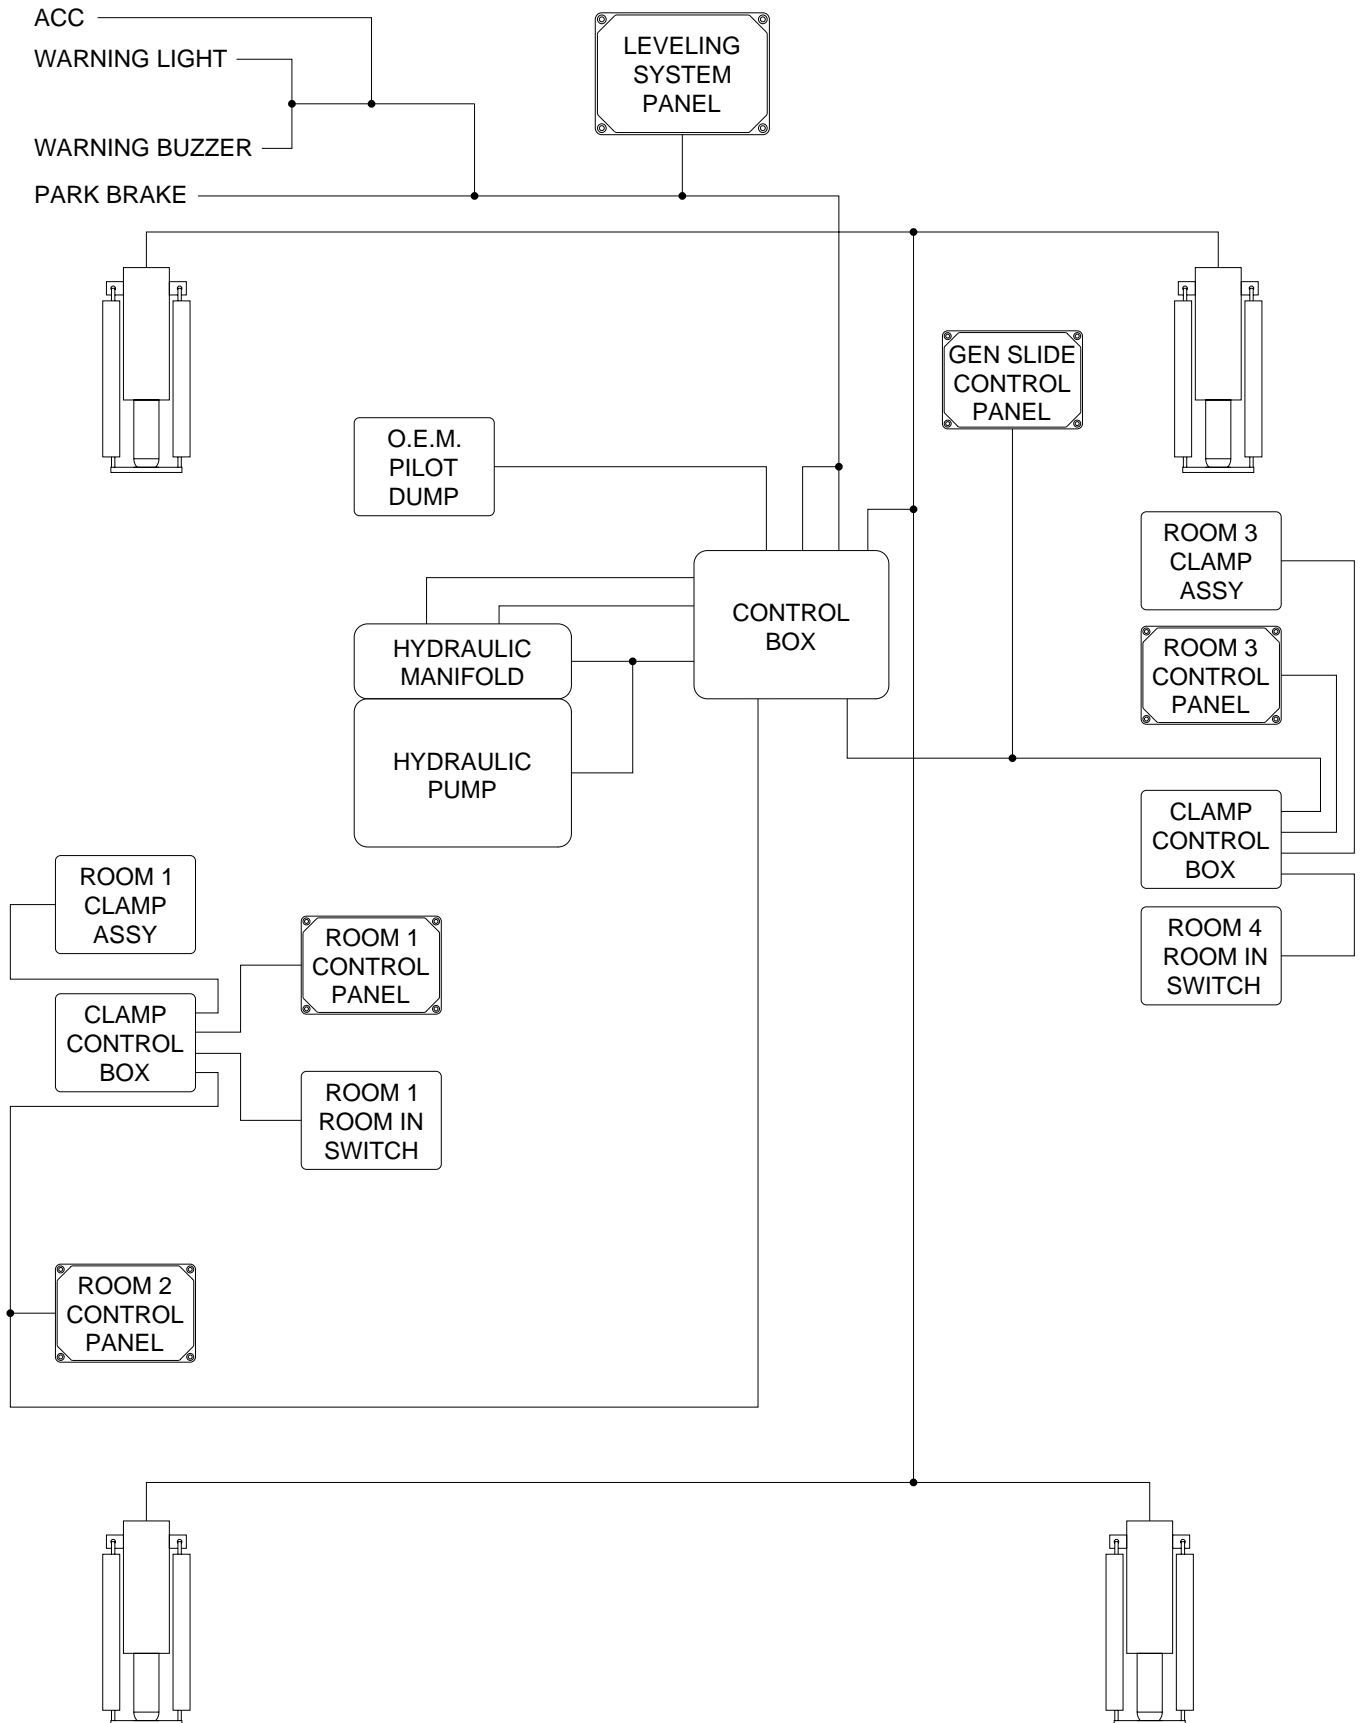 ACC
WARNING LIGHT
WARNING BUZZER
PARK BRAKE
LEVELING
SYSTEM
PANEL
GEN SLIDE
CONTROL
PANEL
O.E.M.
PILOT
DUMP
CONTROL
BOX
HYDRAULIC
MANIFOLD
HYDRAULIC
PUMP
ROOM 3
CLAMP
ASSY
ROOM 3
CONTROL
PANEL
CLAMP
CONTROL
BOX
ROOM 4
ROOM IN
SWITCH
ROOM 1
CLAMP
ASSY
ROOM 1
CONTROL
PANEL
CLAMP
CONTROL
BOX
ROOM 1
ROOM IN
SWITCH
ROOM 2
CONTROL
PANEL